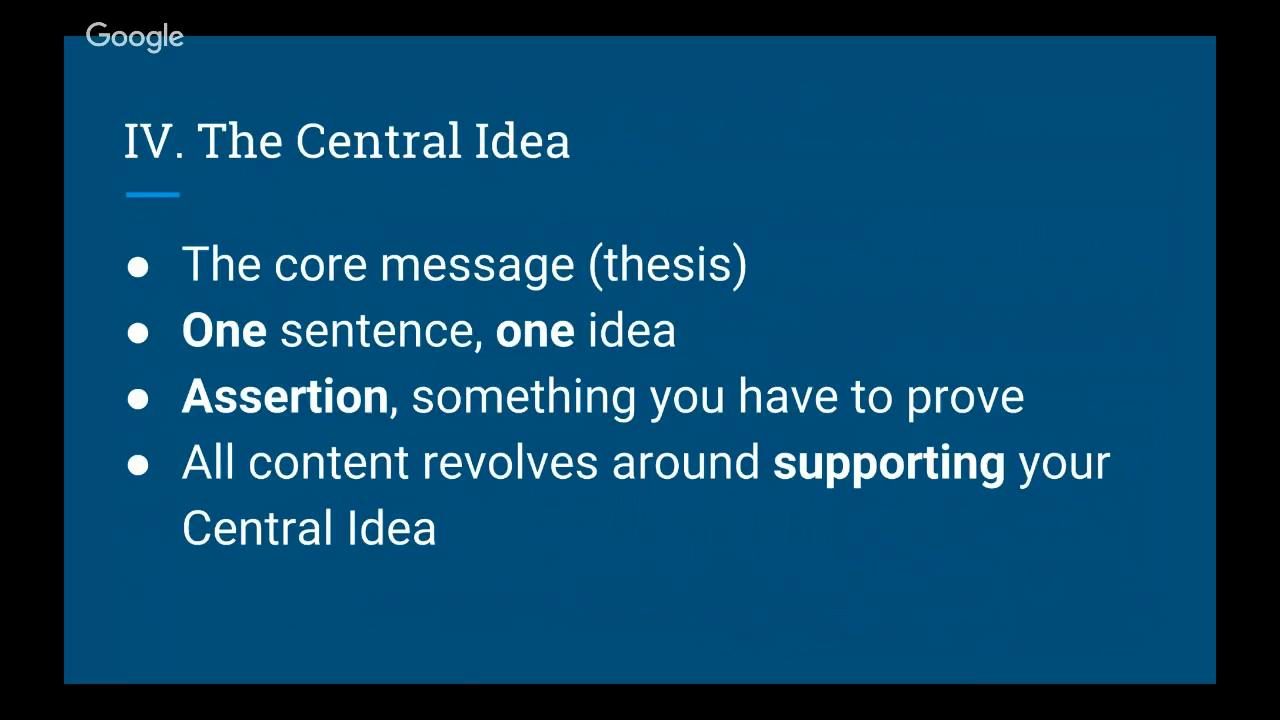 Google
IV. The Central Idea
● The core message (thesis)
● One sentence, one idea
● Assertion, something you have to prove
● All content revolves around supporting your
Central Idea